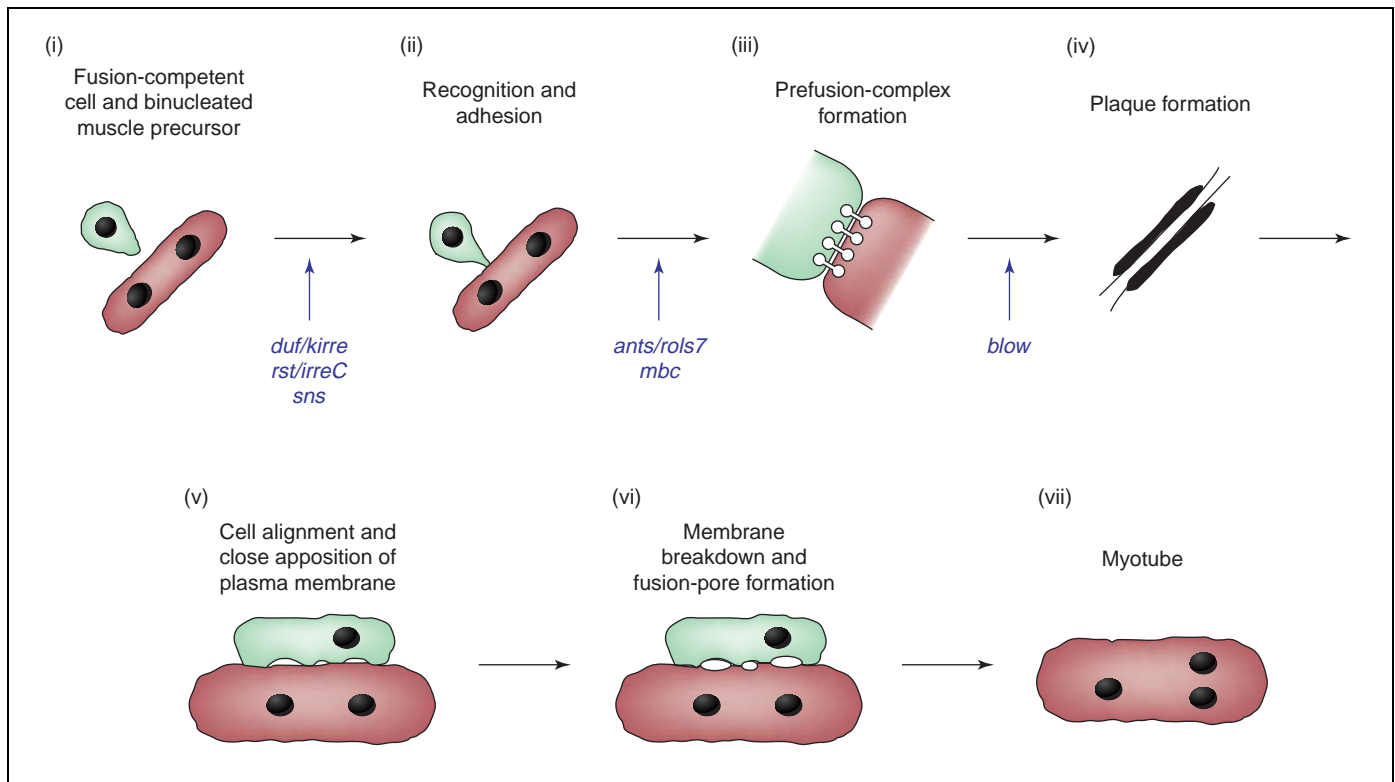 (i)
Fusion-competent
cell and binucleated
muscle precursor
(ii)
Recognition and
adhesion
(iii)
Prefusion-complex
formation
(iv)
Plaque formation
duf/kirre
rst/irreC
sns
ants/rols7
mbc
blow
(v)
Cell alignment and
close apposition of
plasma membrane
(vi)
Membrane
breakdown and
fusion-pore formation
(vii)
Myotube